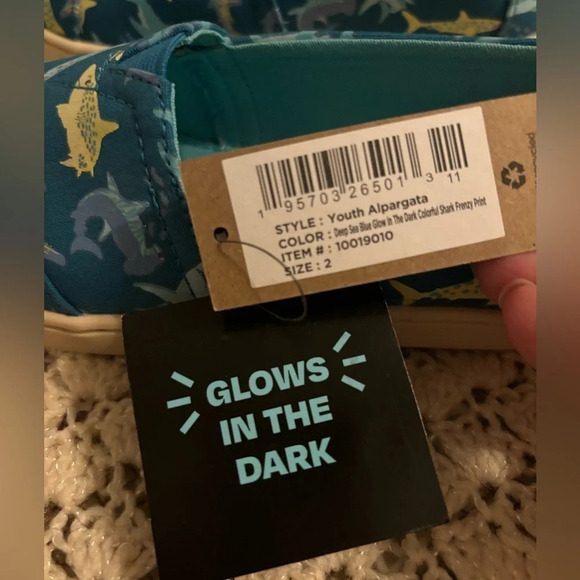 1 95703 26501 3 11
STYLE : Youth Alpargata
COLOR : Deep Sea Blue Glow In The Dark Colorful Shark Frenzy Print
ITEM # : 10019010
SIZE : 2
GLOWS
IN THE
DARK